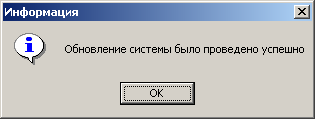 Информация
Обновление системы было проведено успешно
OK